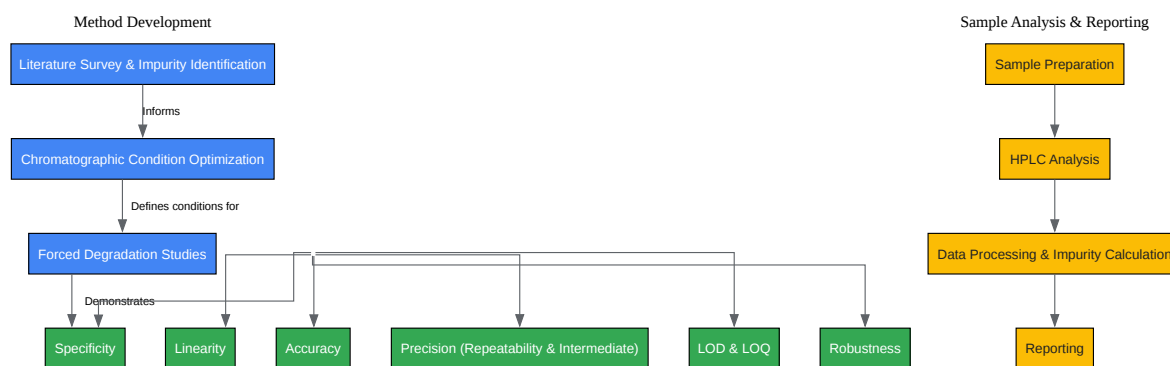 Method Development
Sample Analysis & Reporting
Literature Survey & Impurity Identification
Sample Preparation
Informs
Chromatographic Condition Optimization
HPLC Analysis
Defines conditions for
Forced Degradation Studies
Data Processing & Impurity Calculation
Demonstrates
Specificity
Linearity
Accuracy
Precision (Repeatability & Intermediate)
LOD & LOQ
Robustness
Reporting